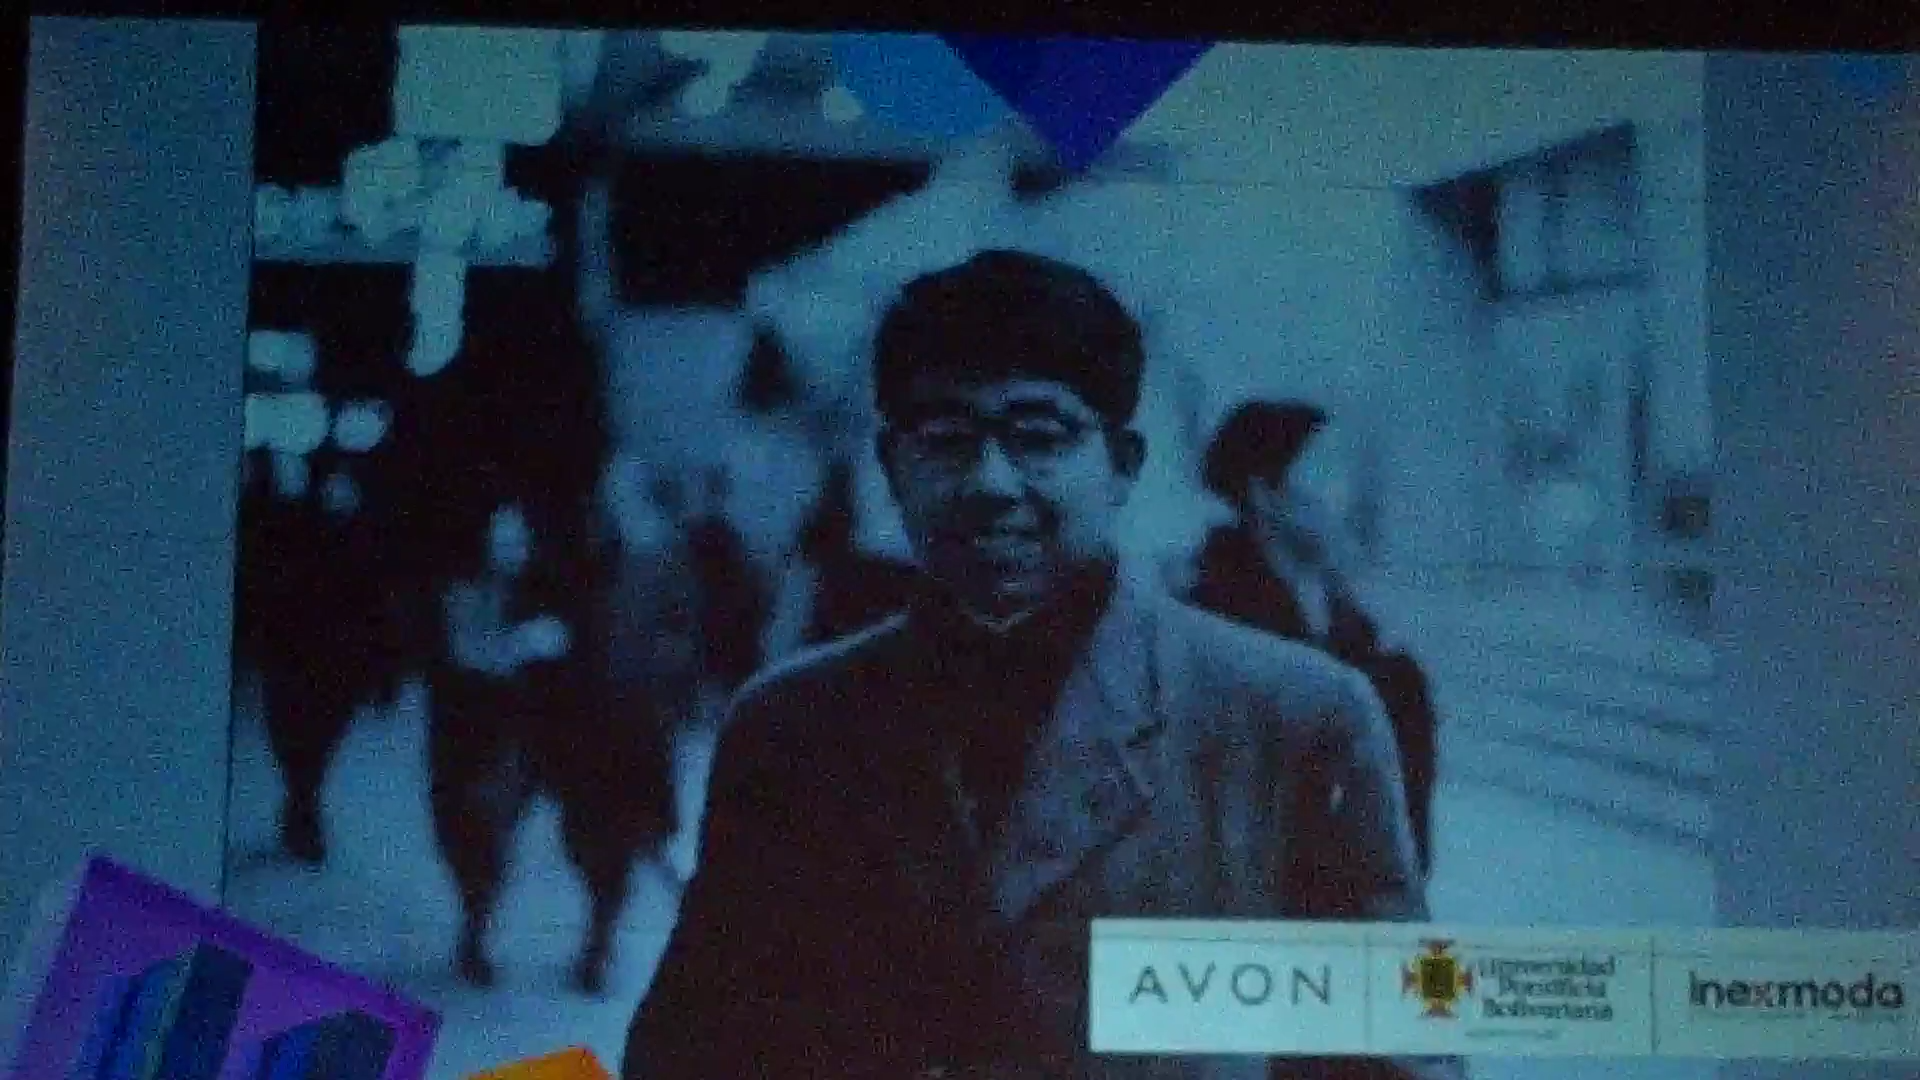 AVON
Universidad
Pontificia
Bolivariana
Inexmoda